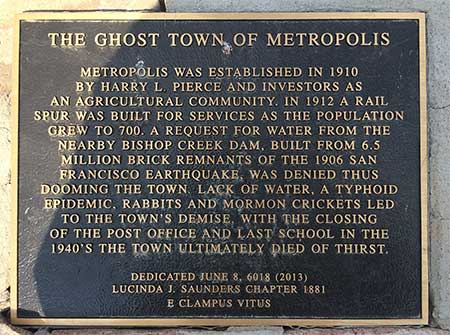 THE GHOST TOWN OF METROPOLIS
METROPOLIS WAS ESTABLISHED IN 1910
BY HARRY L. PIERCE AND INVESTORS AS
AN AGRICULTURAL COMMUNITY. IN 1912 A RAIL
SPUR WAS BUILT FOR SERVICES AS THE POPULATION
GREW TO 700. A REQUEST FOR WATER FROM THE
NEARBY BISHOP CREEK DAM, BUILT FROM 6.5
MILLION BRICK REMNANTS OF THE 1906 SAN
FRANCISCO EARTHQUAKE, WAS DENIED THUS
DOOMING THE TOWN. LACK OF WATER, A TYPHOID
EPIDEMIC, RABBITS AND MORMON CRICKETS LED
TO THE TOWN'S DEMISE, WITH THE CLOSING
OF THE POST OFFICE AND LAST SCHOOL IN THE
1940'S THE TOWN ULTIMATELY DIED OF THIRST.
DEDICATED JUNE 8, 6018 (2013)
LUCINDA J. SAUNDERS CHAPTER 1881
E CLAMPUS VITUS